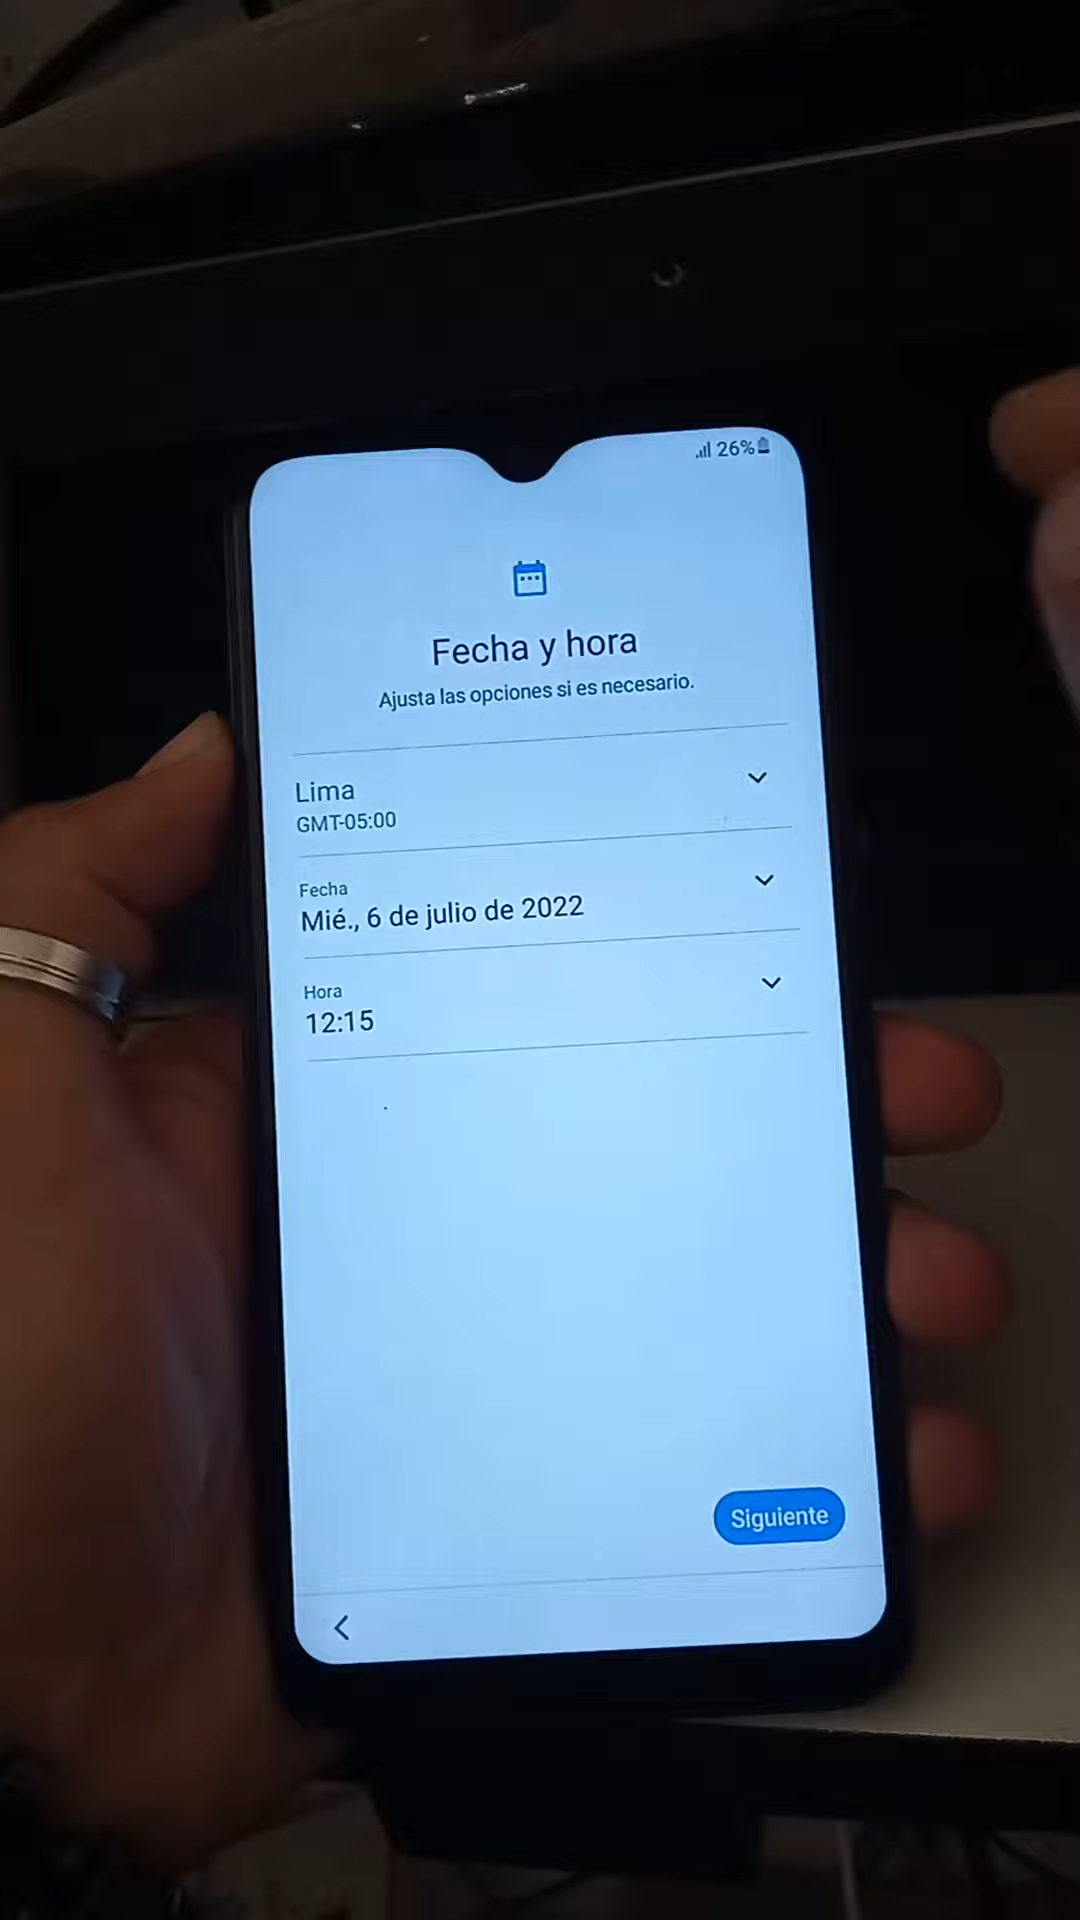 26%
Fecha y hora
Ajusta las opciones si es necesario.
Lima
GMT-05:00
Fecha
Mié., 6 de julio de 2022
Hora
12:15
Siguiente